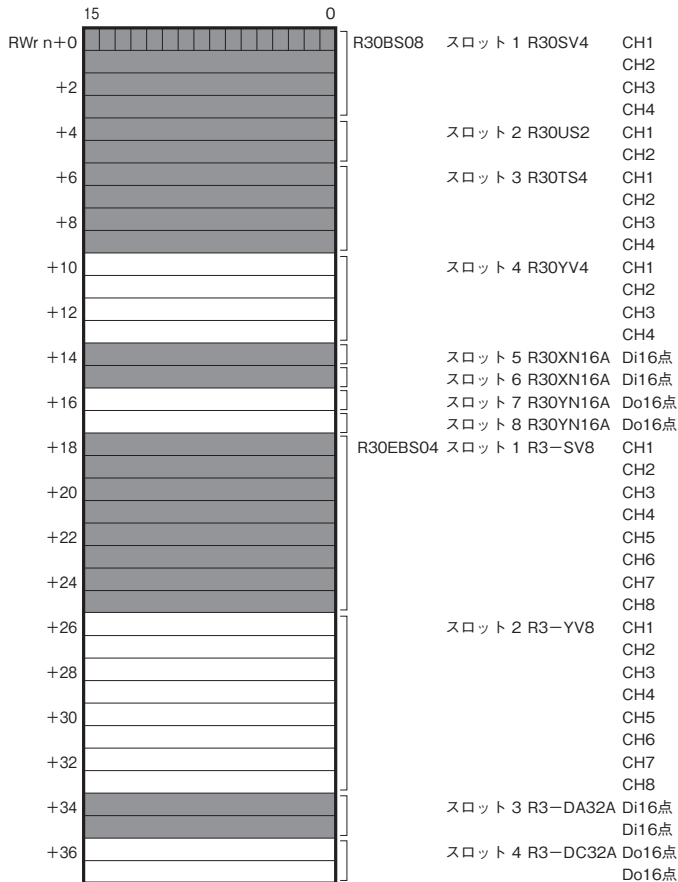 15 0
RWr n+0 R30BS08 スロット 1 R30SV4 CH1
CH2
+2 CH3
CH4
+4 スロット 2 R30US2 CH1
CH2
+6 スロット 3 R30TS4 CH1
CH2
+8 CH3
CH4
+10 スロット 4 R30YV4 CH1
CH2
+12 CH3
CH4
+14 スロット 5 R30XN16A Di16点
スロット 6 R30XN16A Di16点
+16 スロット 7 R30YN16A Do16点
スロット 8 R30YN16A Do16点
+18 R30EBS04 スロット 1 R3－SV8 CH1
CH2
+20 CH3
CH4
+22 CH5
CH6
+24 CH7
CH8
+26 スロット 2 R3－YV8 CH1
CH2
+28 CH3
CH4
+30 CH5
CH6
+32 CH7
CH8
+34 スロット 3 R3－DA32A Di16点
Di16点
+36 スロット 4 R3－DC32A Do16点
Do16点